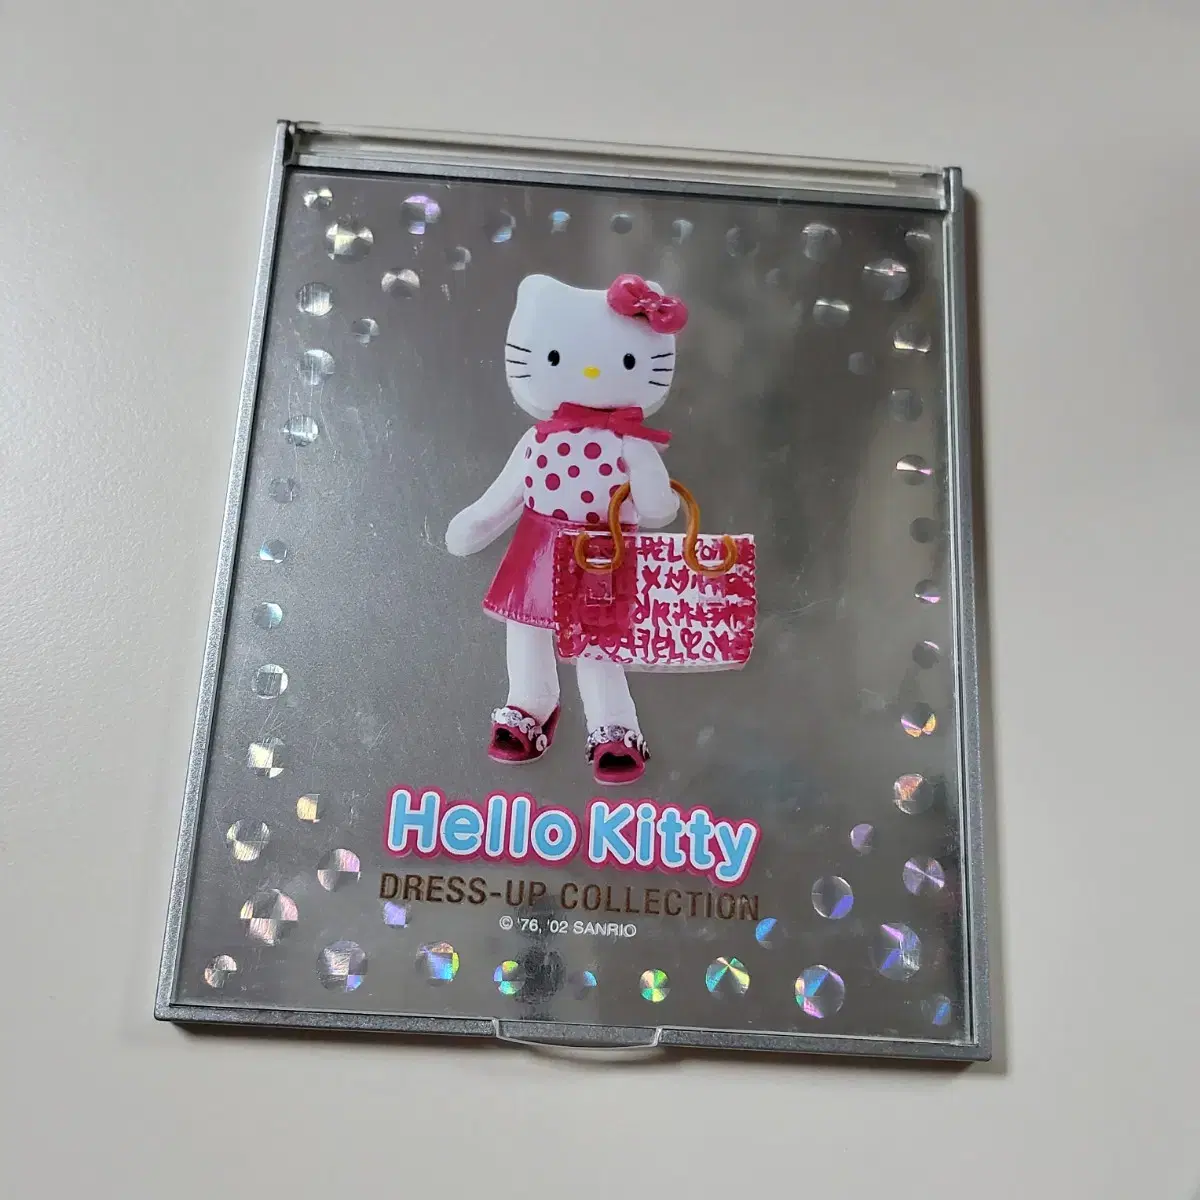 Hello Kitty
DRESS-UP COLLECTION
© '76, '02 SANRIO